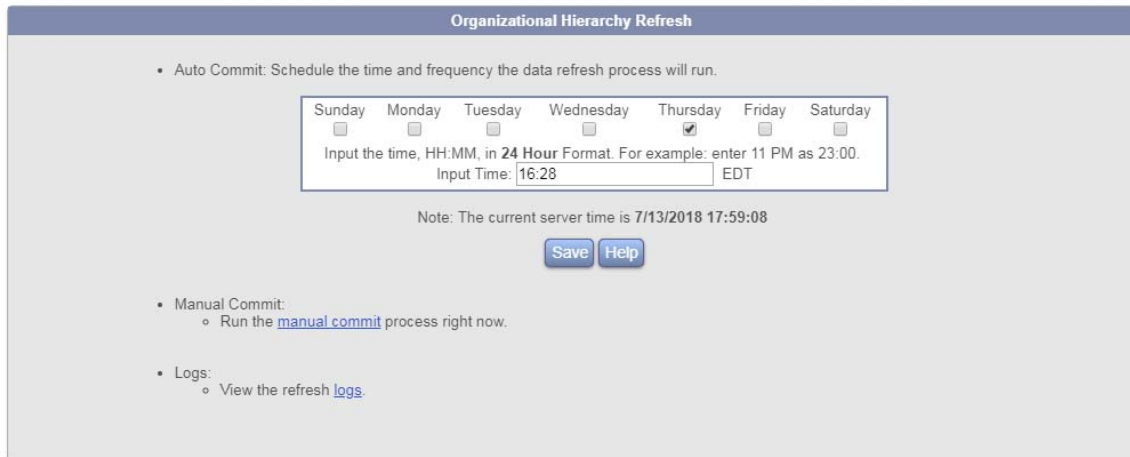 Organizational Hierarchy Refresh
• Auto Commit: Schedule the time and frequency the data refresh process will run.
Sunday Monday Tuesday Wednesday Thursday Friday Saturday
Input the time, HH:MM, in 24 Hour Format. For example: enter 11 PM as 23:00.
Input Time: 16:28 EDT
Note: The current server time is 7/13/2018 17:59:08
Save Help
• Manual Commit:
○ Run the manual commit process right now.
• Logs:
○ View the refresh logs.